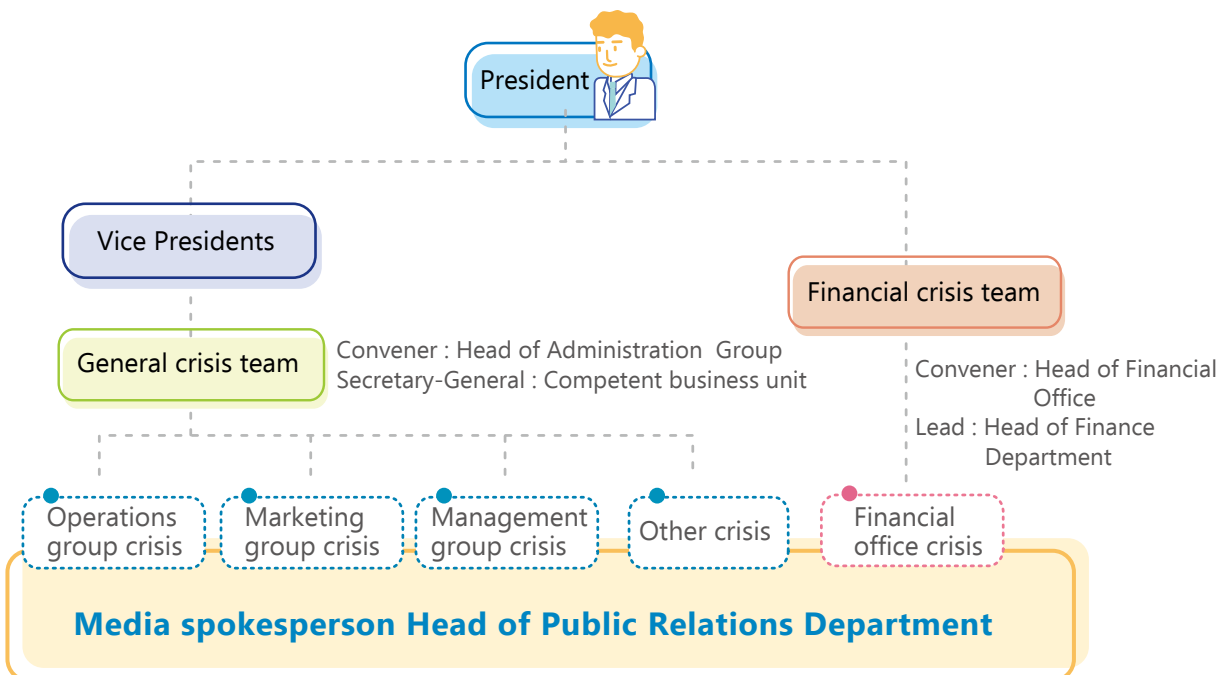 President
Vice Presidents
Financial crisis team
General crisis team
Convener : Head of Administration Group
Secretary-General : Competent business unit
Convener : Head of Financial
Office
Lead : Head of Finance
Department
Operations
group crisis
Marketing
group crisis
Management
group crisis
Other crisis
Financial
office crisis
Media spokesperson Head of Public Relations Department